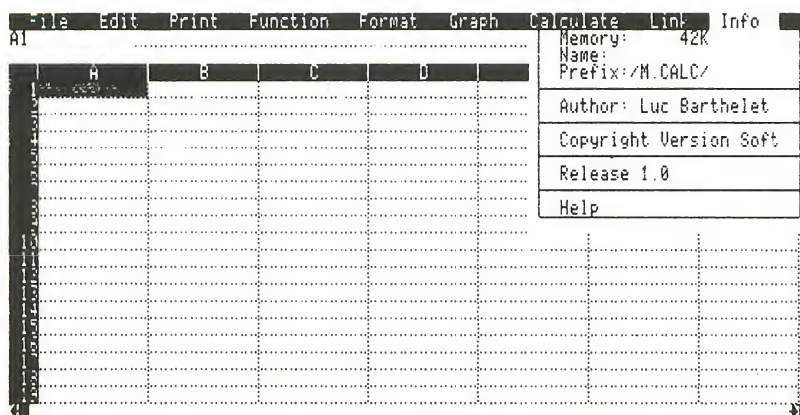 File Edit Print Function Format Graph Calculate Link Info
A1
Memory: 42K
Name:
Prefix:/M.CALC/
A B C D
Author: Luc Barthelet
Copyright Version Soft
Release 1.0
Help